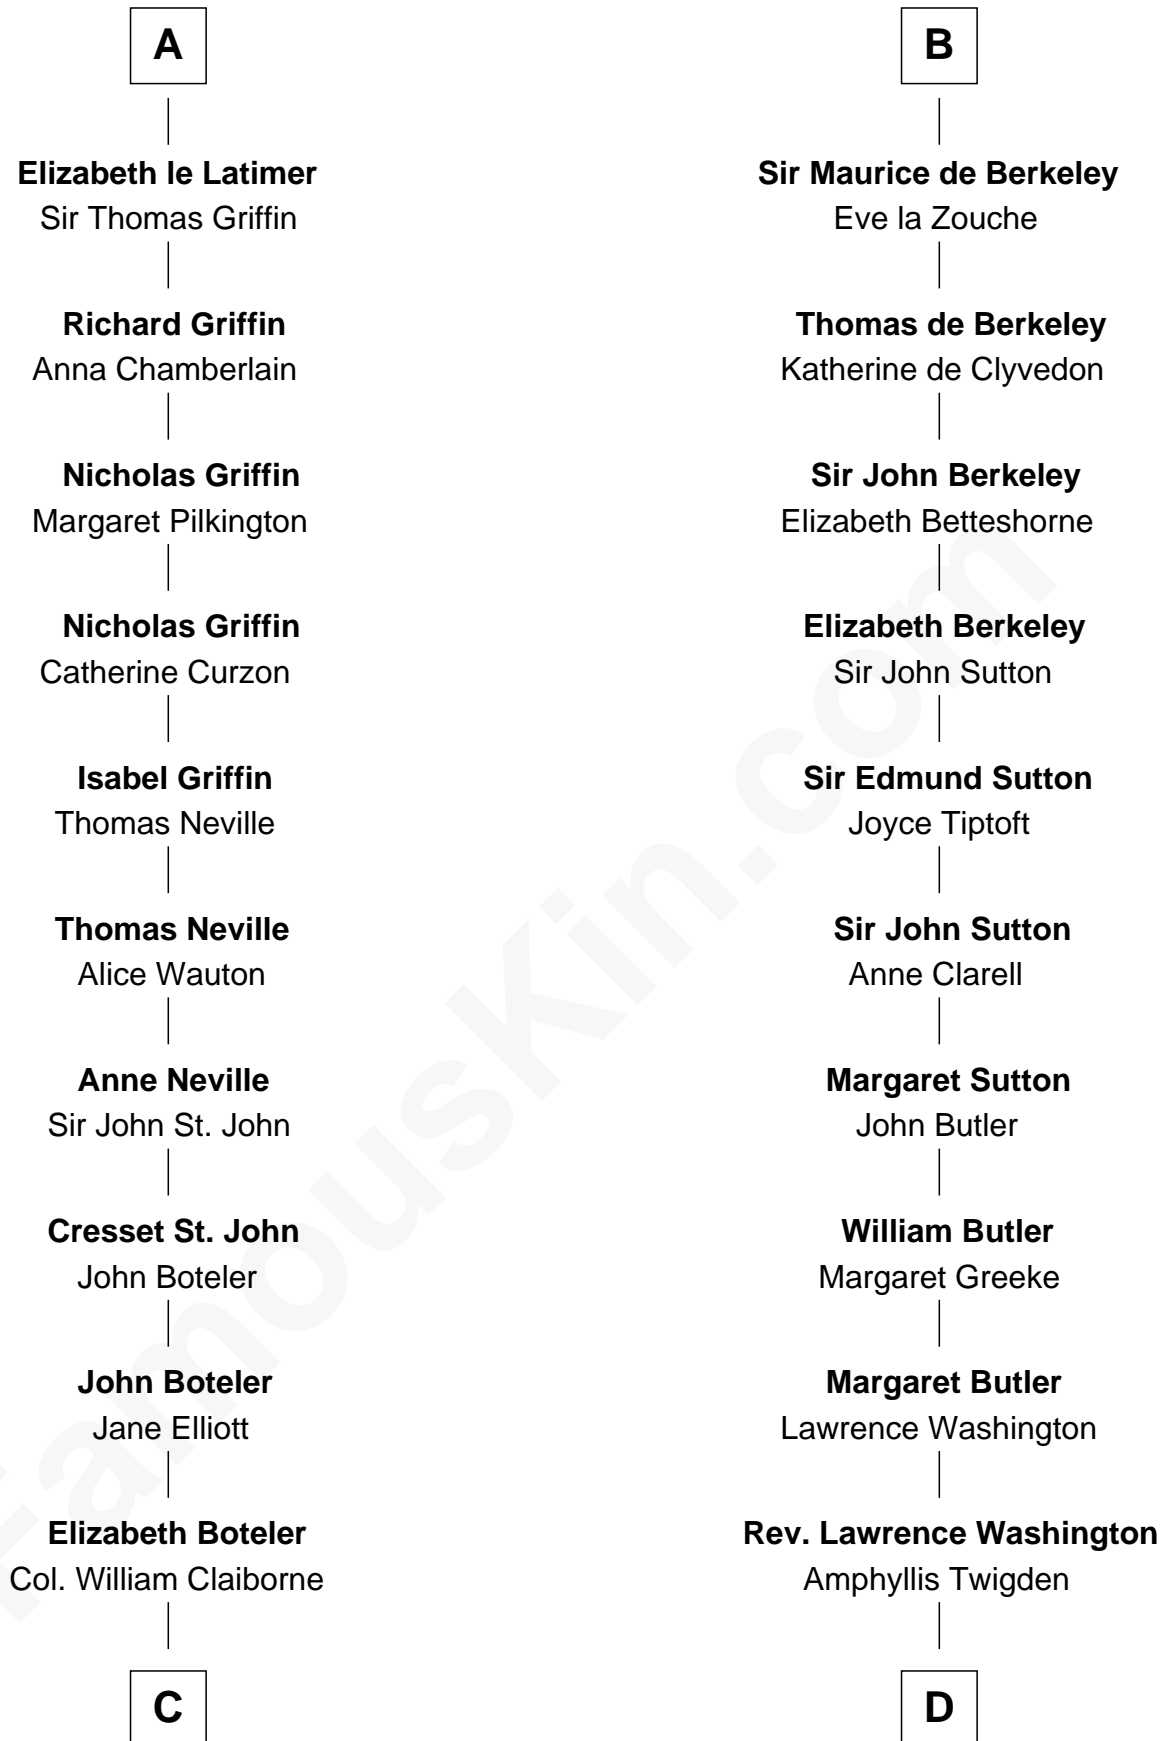 A
Elizabeth le Latimer
Sir Thomas Griffin
Richard Griffin
Anna Chamberlain
Nicholas Griffin
Margaret Pilkington
Nicholas Griffin
Catherine Curzon
Isabel Griffin
Thomas Neville
Thomas Neville
Alice Wauton
Anne Neville
Sir John St. John
Cresset St. John
John Boteler
John Boteler
Jane Elliott
Elizabeth Boteler
Col. William Claiborne
C
B
Sir Maurice de Berkeley
Eve la Zouche
Thomas de Berkeley
Katherine de Clyvedon
Sir John Berkeley
Elizabeth Betteshorne
Elizabeth Berkeley
Sir John Sutton
Sir Edmund Sutton
Joyce Tiptoft
Sir John Sutton
Anne Clarell
Margaret Sutton
John Butler
William Butler
Margaret Greeke
Margaret Butler
Lawrence Washington
Rev. Lawrence Washington
Amphyllis Twigden
D
FamousKin.com